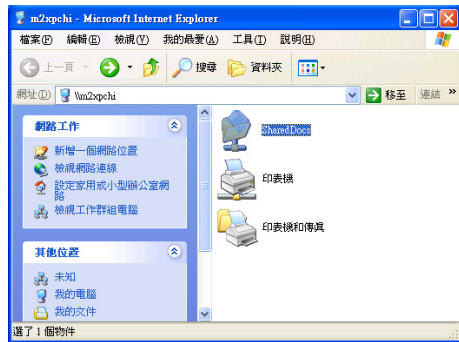 m2xpchi - Microsoft Internet Explorer
檔案(F) 編輯(E) 檢視(V) 我的最愛(A) 工具(T) 說明(H)
上一頁 搜尋 資料夾
網址(D) \\m2xpchi 移至 連結 »
網路工作
新增一個網路位置
檢視網路連線
設定家用或小型辦公室網
路
檢視工作群組電腦
其他位置
未知
我的電腦
我的文件
SharedDocs
印表機
印表機和傳真
選了 1 個物件